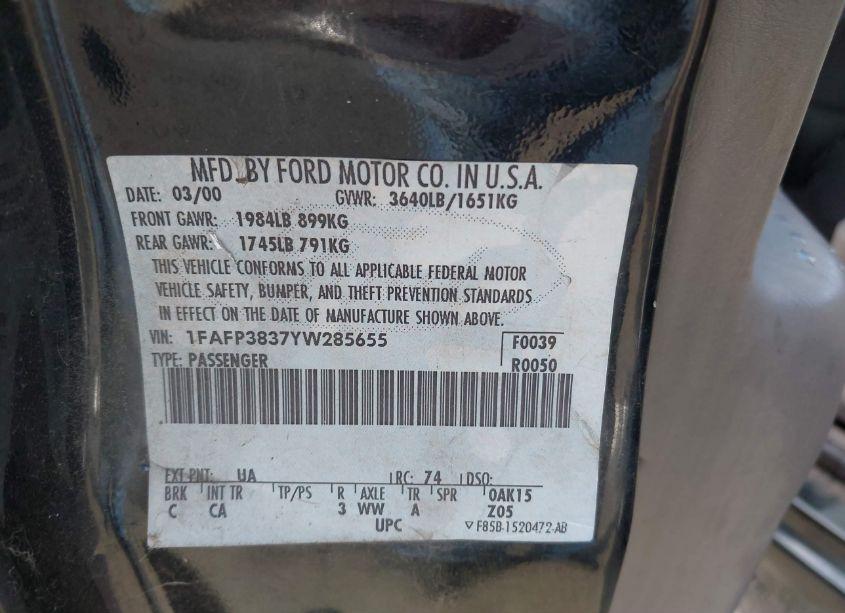 MFD. BY FORD MOTOR CO. IN U.S.A.
DATE: 03/00 GVWR: 3640LB/1651KG
FRONT GAWR: 1984LB 899KG
REAR GAWR: 1745LB 791KG
THIS VEHICLE CONFORMS TO ALL APPLICABLE FEDERAL MOTOR
VEHICLE SAFETY, BUMPER, AND THEFT PREVENTION STANDARDS
IN EFFECT ON THE DATE OF MANUFACTURE SHOWN ABOVE.
VIN: 1FAFP3837YW285655 F0039
TYPE: PASSENGER R0050
EXT PNT: UA RC: 74 DSO:
BRK INT TR TP/PS R AXLE TR SPR 0AK15
C CA 3 WW A Z05
UPC F85B-1520472-AB